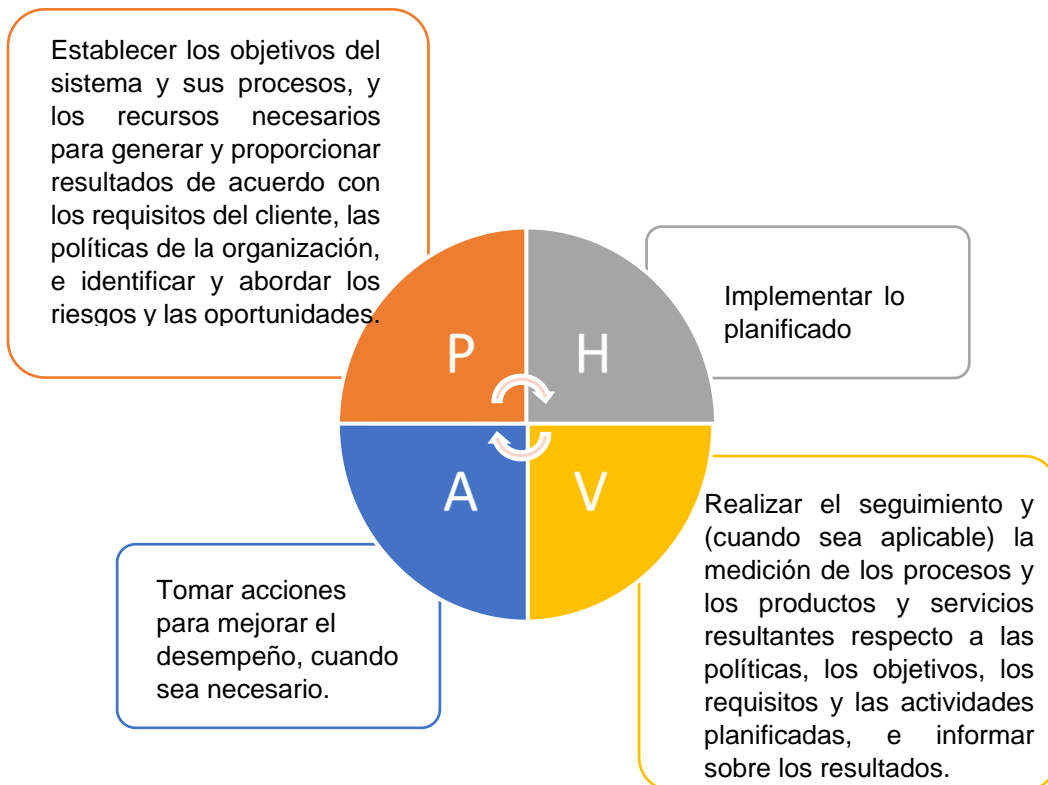 Establecer los objetivos del
sistema y sus procesos, y
los recursos necesarios
para generar y proporcionar
resultados de acuerdo con
los requisitos del cliente, las
políticas de la organización,
e identificar y abordar los
riesgos y las oportunidades.
P
H
Implementar lo
planificado
A
V
Tomar acciones
para mejorar el
desempeño, cuando
sea necesario.
Realizar el seguimiento y
(cuando sea aplicable) la
medición de los procesos y
los productos y servicios
resultantes respecto a las
políticas, los objetivos, los
requisitos y las actividades
planificadas, e informar
sobre los resultados.